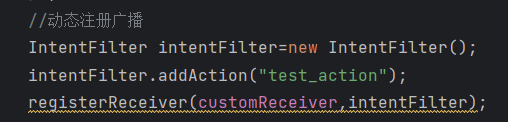 //动态注册广播
IntentFilter intentFilter=new IntentFilter();
intentFilter.addAction("test_action");
registerReceiver(customReceiver,intentFilter);